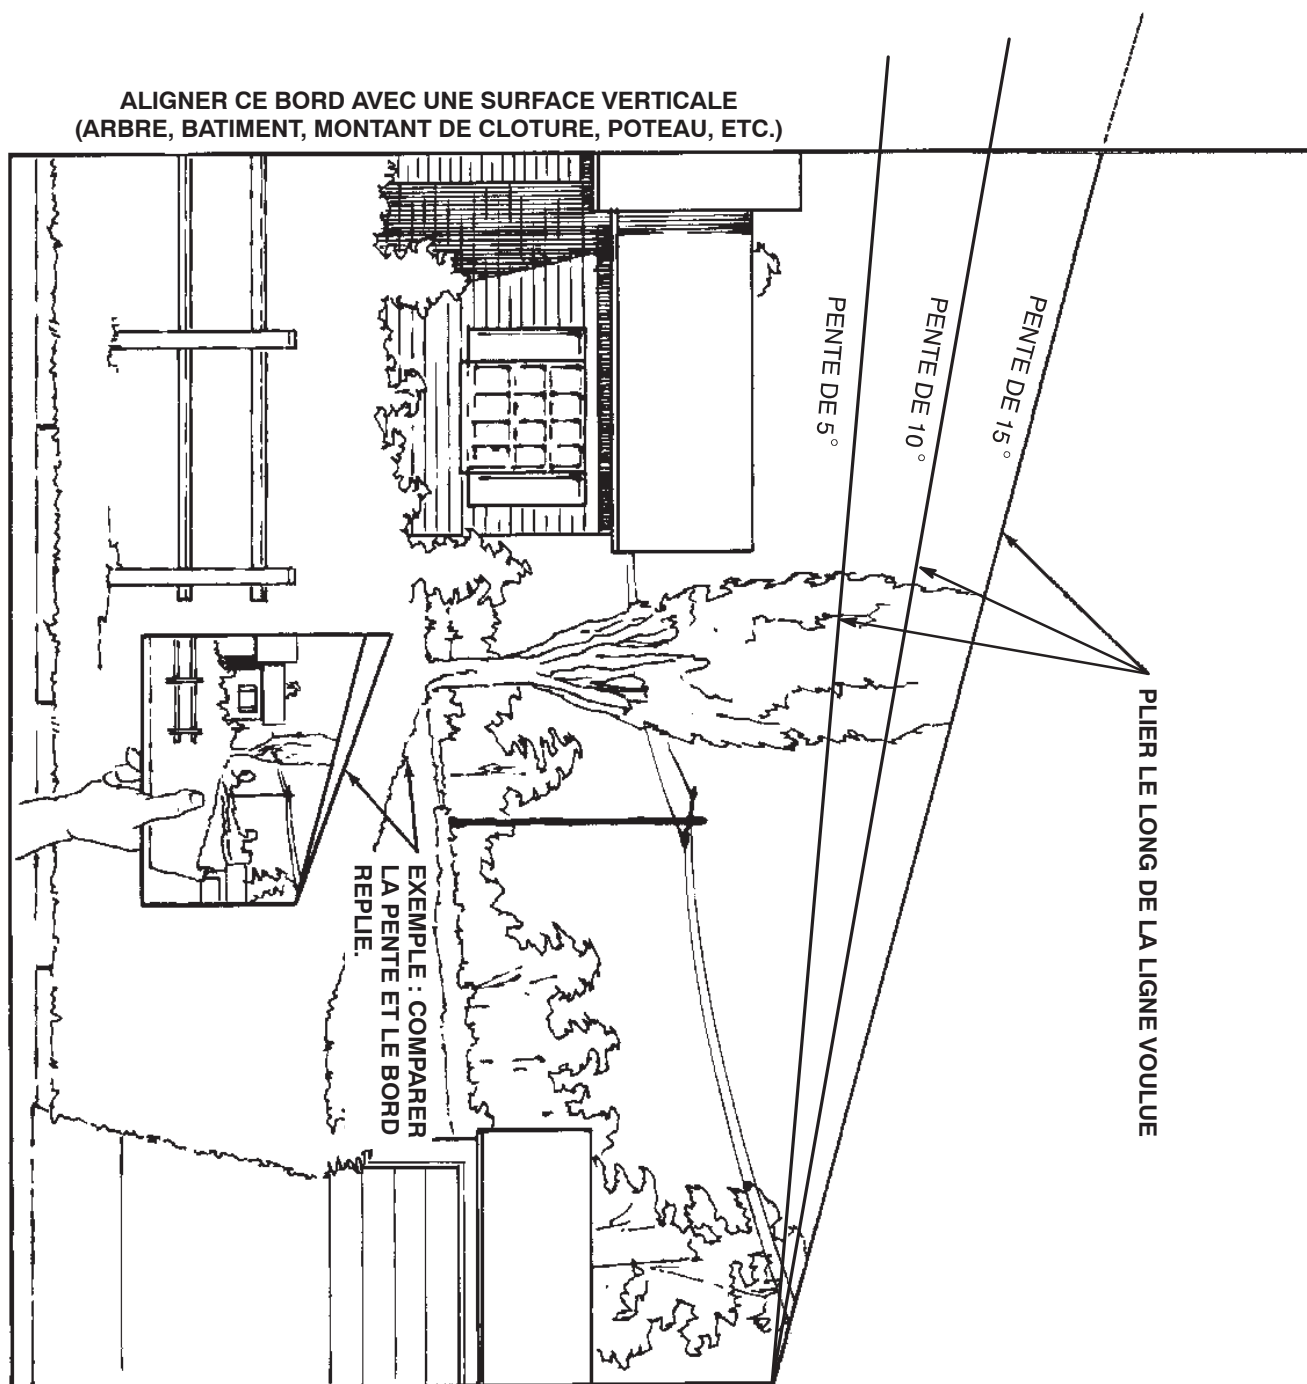 ALIGNER CE BORD AVEC UNE SURFACE VERTICALE
(ARBRE, BATIMENT, MONTANT DE CLOTURE, POTEAU, ETC.)
PENTE DE 5°
PENTE DE 10°
PENTE DE 15°
PLIER LE LONG DE LA LIGNE VOULUE
EXEMPLE : COMPARER
LA PENTE ET LE BORD
REPLIE.